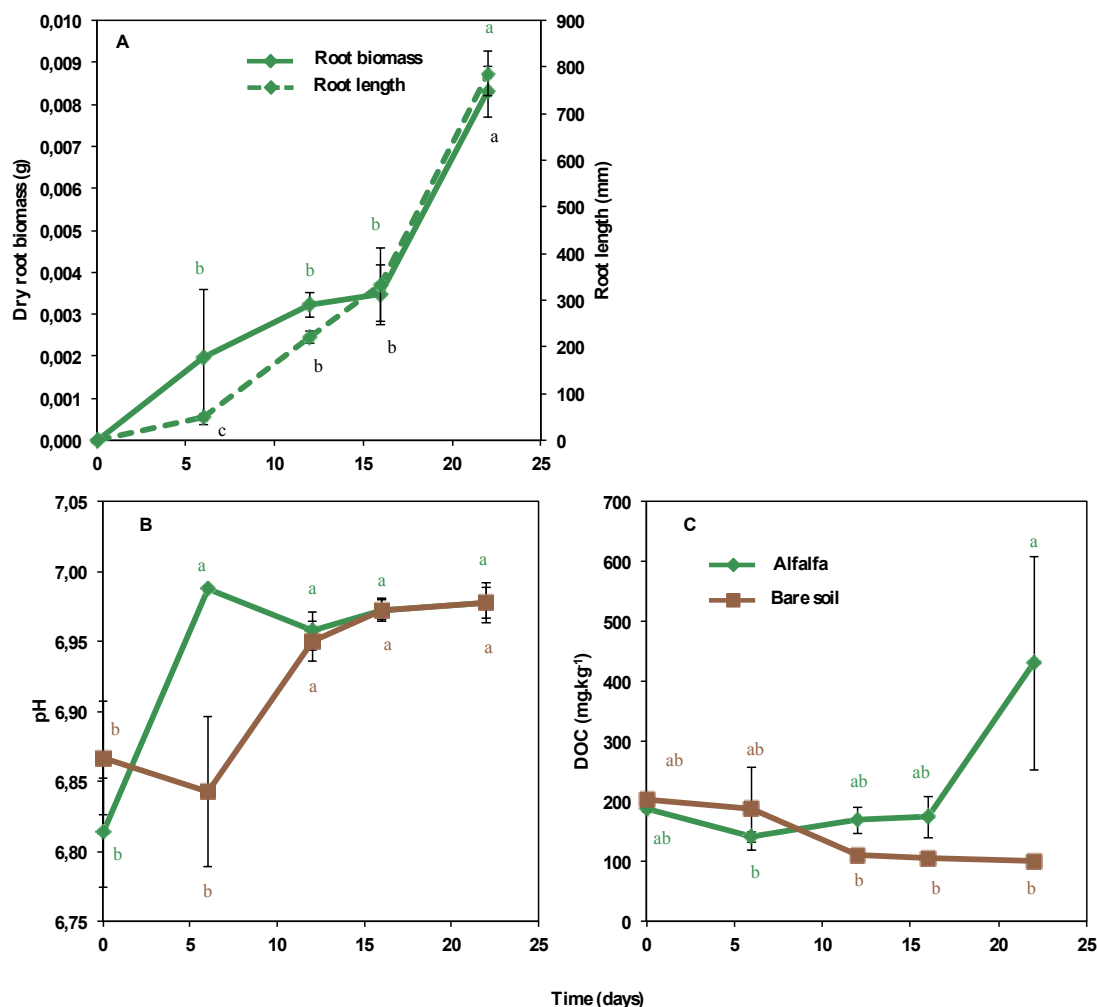 A
Root biomass
Root length
Dry root biomass (g)
0,010
0,009
0,008
0,007
0,006
0,005
0,004
0,003
0,002
0,001
0,000
900
800
700
600
500
400
300
200
100
0
Root length (mm)
a
a
b
b
b
b
b
c
0 5 10 15 20 25
B
pH
7,05
7,00
6,95
6,90
6,85
6,80
6,75
a
a
a
a
b
a
a
a
b
b
0 5 10 15 20 25
C
Alfalfa
Bare soil
DOC (mg.kg-¹)
700
600
500
400
300
200
100
0
a
ab
ab
ab
ab
ab
b
b
b
b
0 5 10 15 20 25
Time (days)